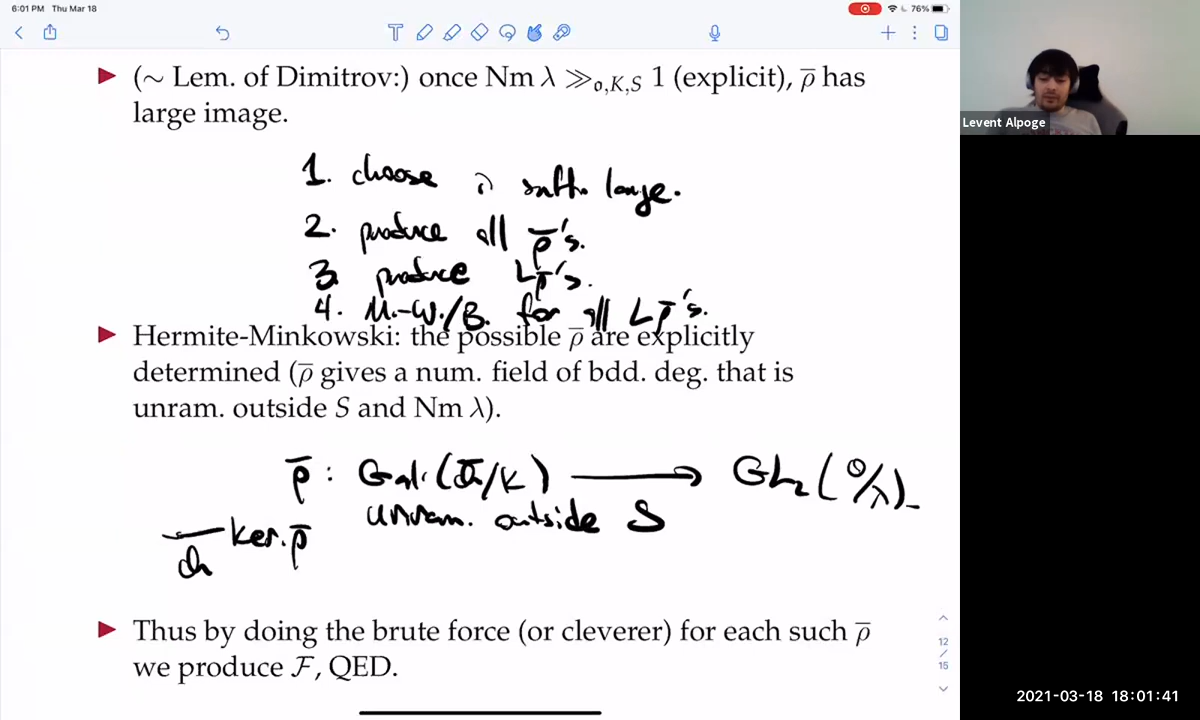 6:01 PM Thu Mar 18
76%
▶ (∼ Lem. of Dimitrov:) once Nm λ ≫𝔬,K,S 1 (explicit), ρ̅ has
large image.
1. choose λ suff. large.
2. produce all ρ̅'s.
3. produce Lρ̅'s.
4. M.-W./B. for all Lρ̅'s.
▶ Hermite-Minkowski: the possible ρ̅ are explicitly
determined (ρ̅ gives a num. field of bdd. deg. that is
unram. outside S and Nm λ).
ρ̅ : Gal(ℚ̅/K) ⟶ GL₂(𝔬/λ)
unram. outside S
ℚ̅ ker ρ̅
▶ Thus by doing the brute force (or cleverer) for each such ρ̅
we produce ℱ, QED.
12
/
15
Levent Alpoge
2021-03-18 18:01:41